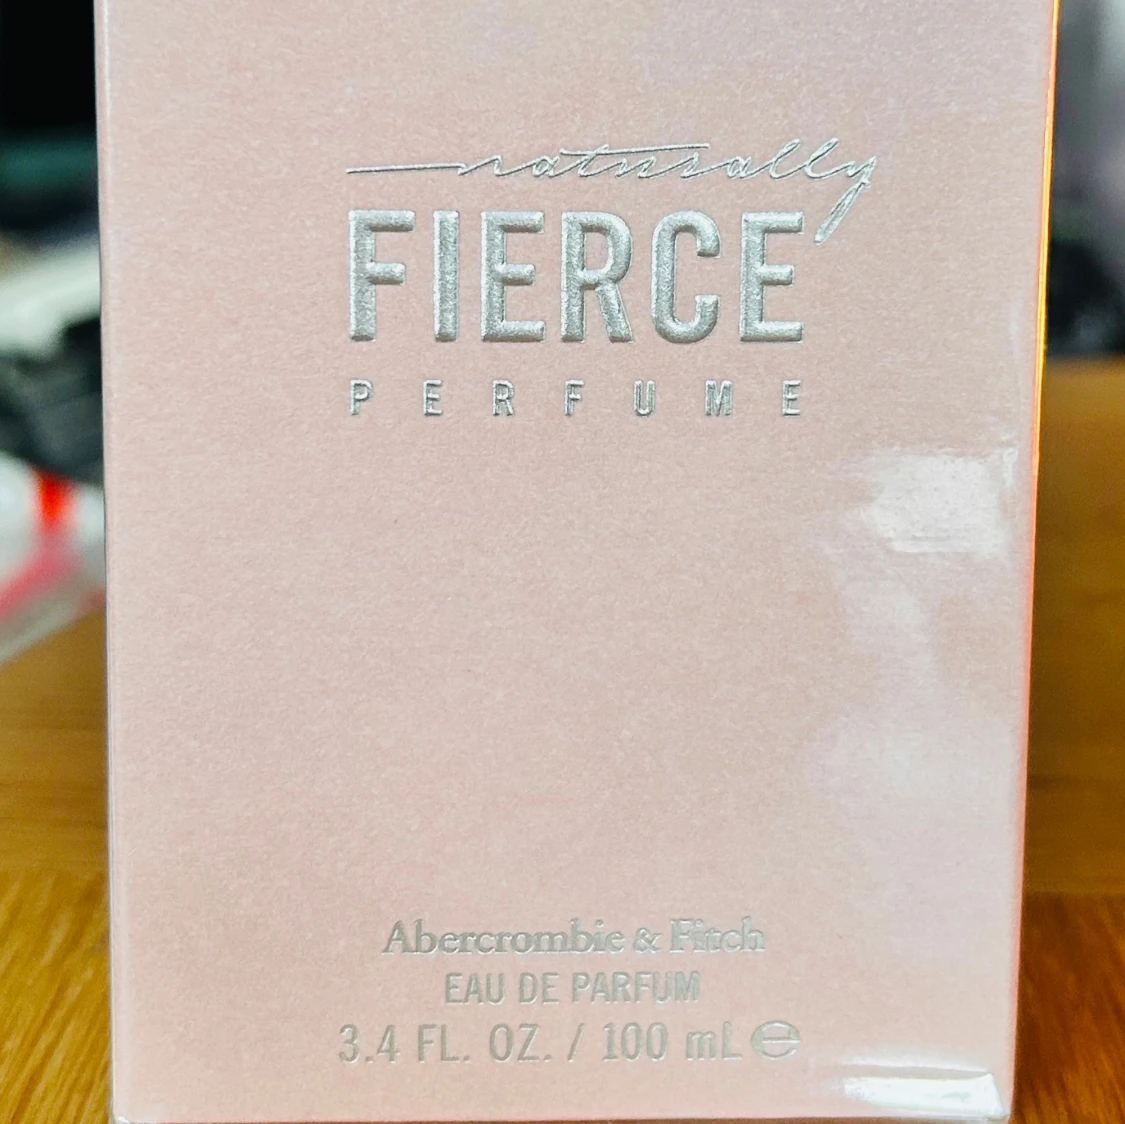 naturally
FIERCE
PERFUME
Abercrombie & Fitch
EAU DE PARFUM
3.4 FL. OZ. / 100 mL ℮